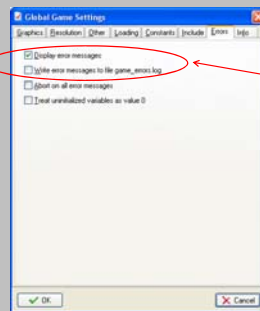 Global Game Settings
Graphics Resolution Other Loading Constants Include Errors Info
Display error messages
Write error messages to file game_errors.log
Abort on all error messages
Treat uninitialized variables as value 0
OK Cancel